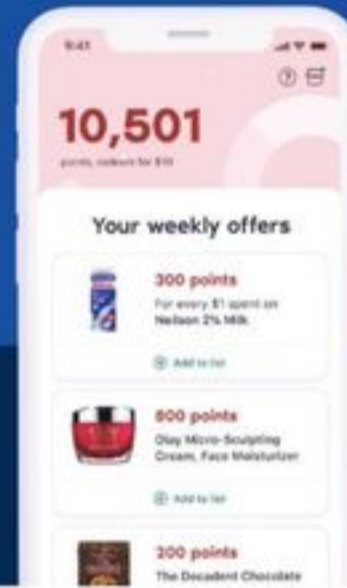 9:41
10,501
points, redeem for $10
Your weekly offers
300 points
For every $1 spent on
Neilson 2% Milk
Add to list
800 points
Olay Micro-Sculpting
Cream, Face Moisturizer
Add to list
200 points
The Decadent Chocolate